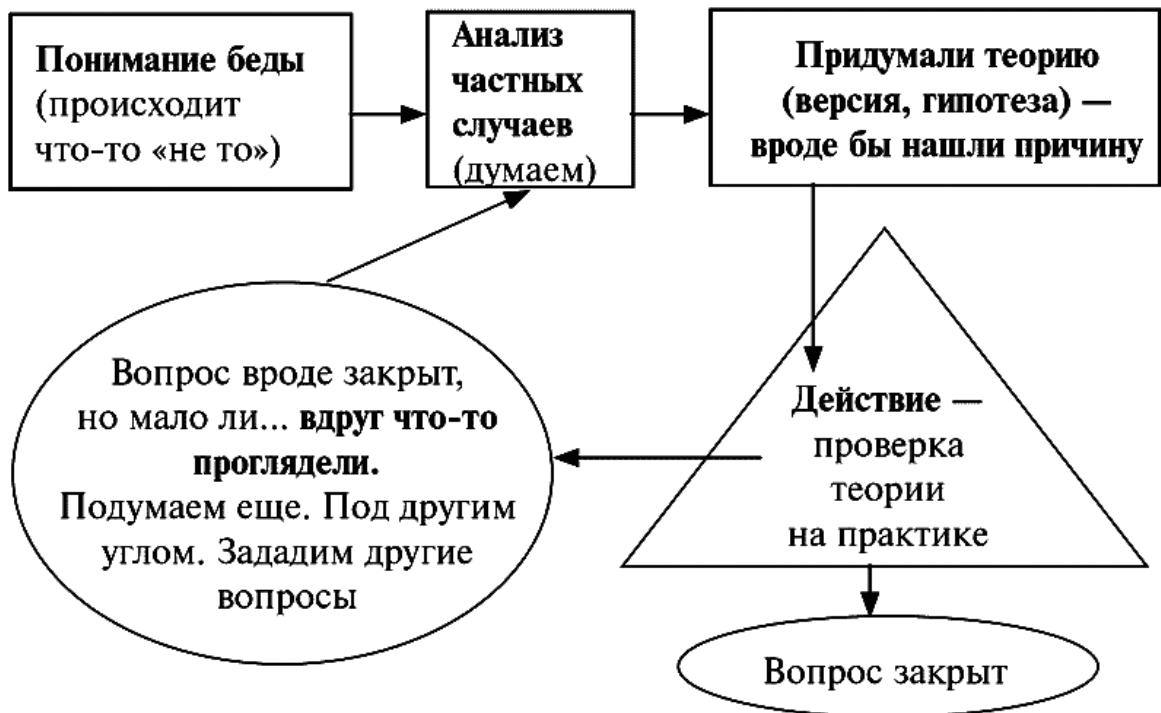 Понимание беды
(происходит
что-то «не то»)
Анализ
частных
случаев
(думаем)
Придумали теорию
(версия, гипотеза) —
вроде бы нашли причину
Действие —
проверка
теории
на практике
Вопрос вроде закрыт,
но мало ли... вдруг что-то
проглядели.
Подумаем еще. Под другим
углом. Зададим другие
вопросы
Вопрос закрыт